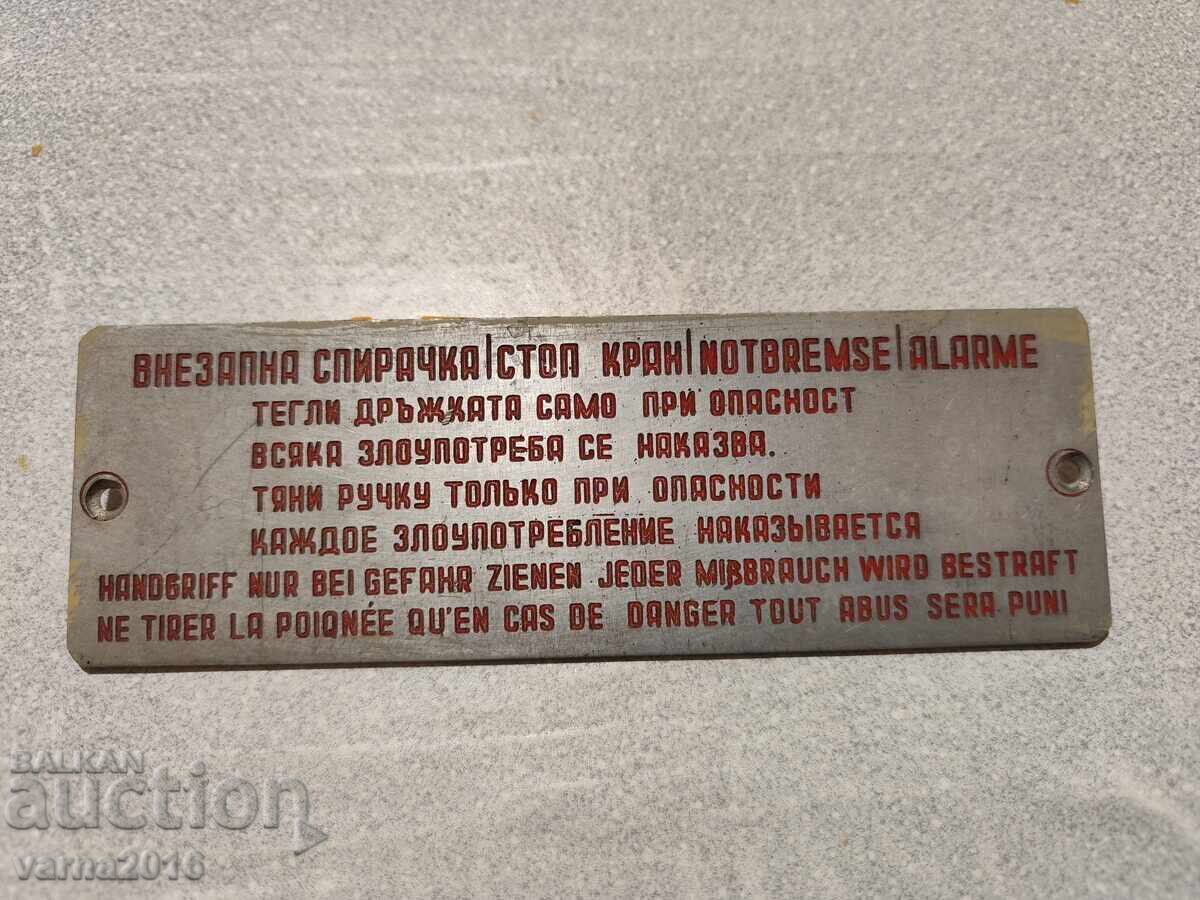 ВНЕЗАПНА СПИРАЧКА|СТОП КРАН|NOTBREMSE|ALARME
ТЕГЛИ ДРЪЖКАТА САМО ПРИ ОПАСНОСТ
ВСЯКА ЗЛОУПОТРЕБА СЕ НАКАЗВА.
ТЯНИ РУЧКУ ТОЛЬКО ПРИ ОПАСНОСТИ
КАЖДОЕ ЗЛОУПОТРЕБЛЕНИЕ НАКАЗЫВАЕТСЯ
HANDGRIFF NUR BEI GEFAHR ZIENEN JEDER MIßBRAUCH WIRD BESTRAFT
NE TIRER LA POIQNÉE QU'EN CAS DE DANGER TOUT ABUS SERA PUNI
BALKAN
auction
varna2016